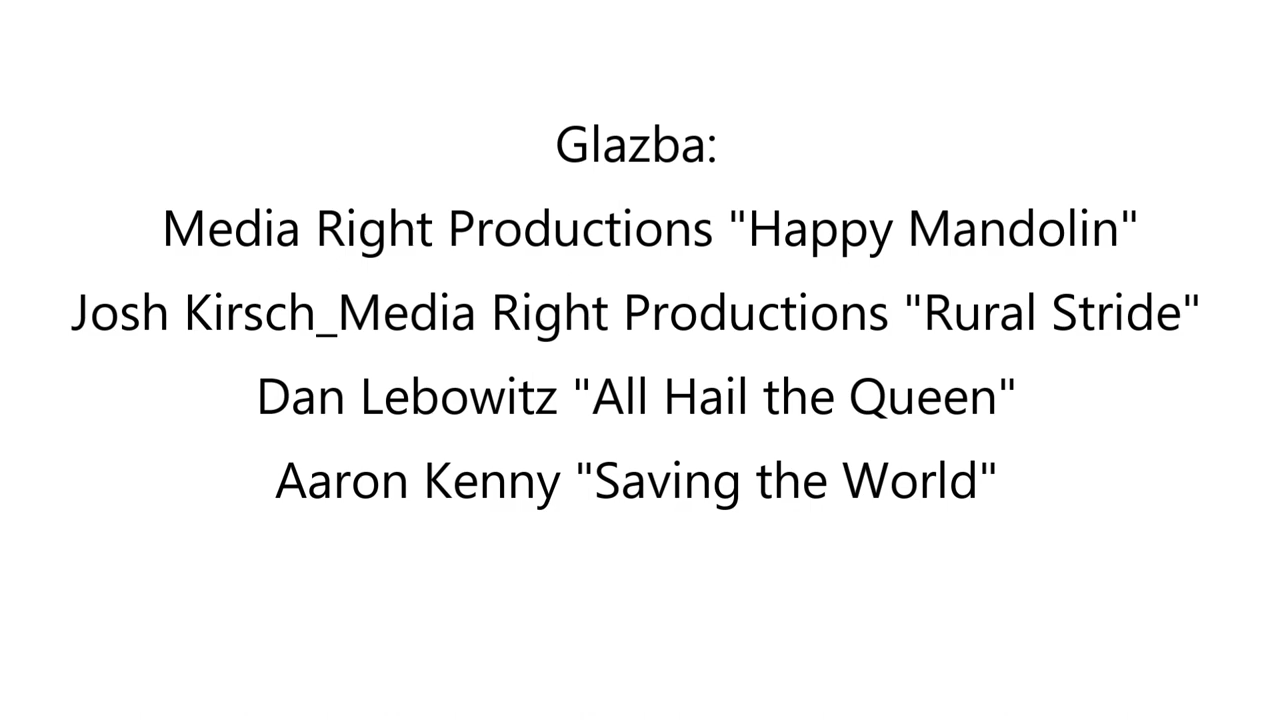 Glazba:
Media Right Productions "Happy Mandolin"
Josh Kirsch_Media Right Productions "Rural Stride"
Dan Lebowitz "All Hail the Queen"
Aaron Kenny "Saving the World"